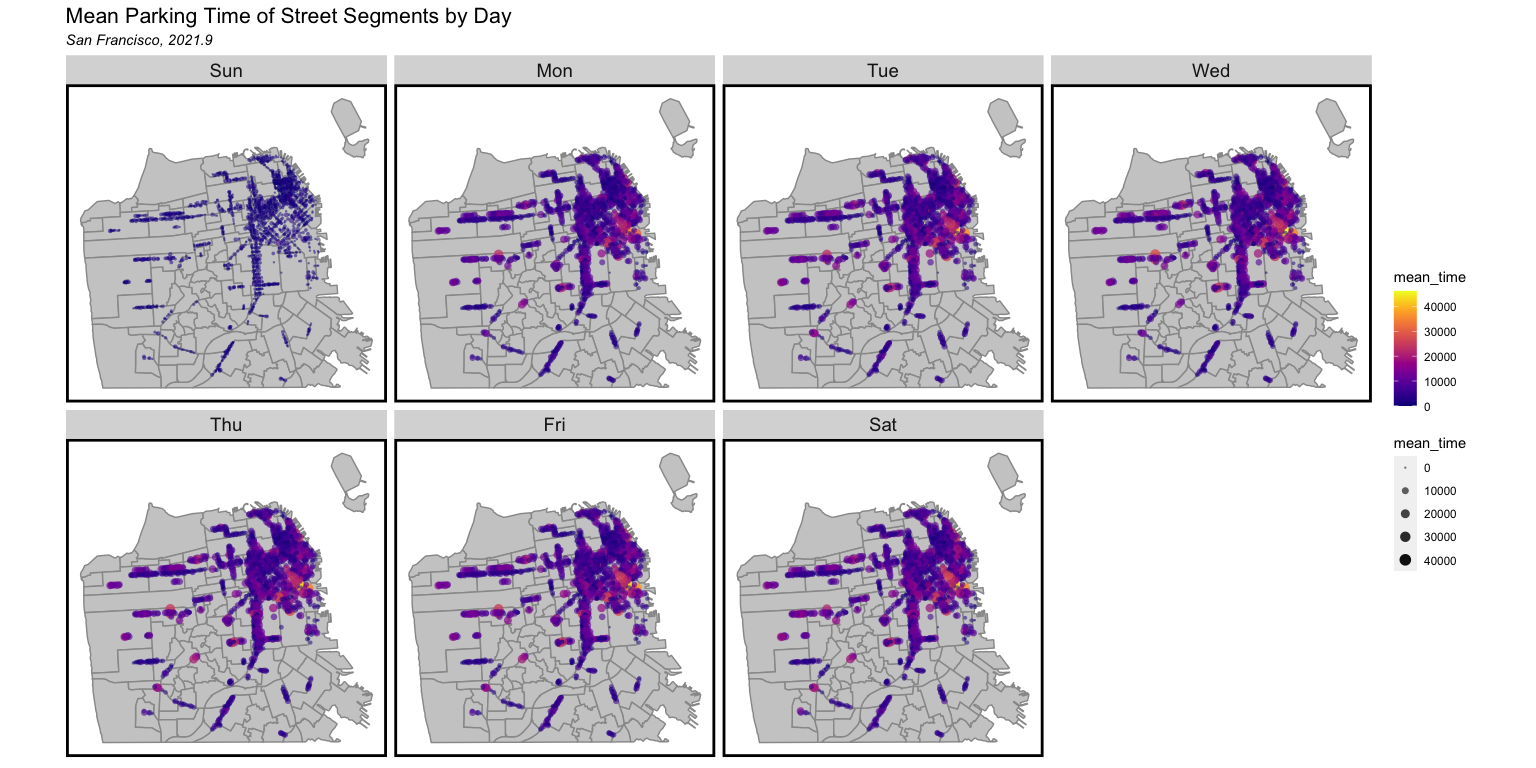 Mean Parking Time of Street Segments by Day
San Francisco, 2021.9
Sun
Mon
Tue
Wed
Thu
Fri
Sat
mean_time
40000
30000
20000
10000
0
mean_time
0
10000
20000
30000
40000